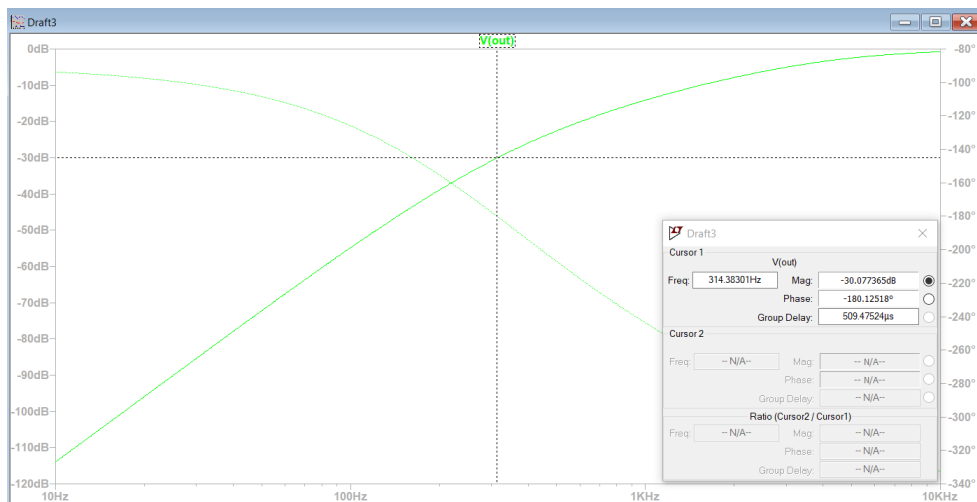 Draft3
V(out)
0dB
-10dB
-20dB
-30dB
-40dB
-50dB
-60dB
-70dB
-80dB
-90dB
-100dB
-110dB
-120dB
10Hz
100Hz
1KHz
10KHz
-80°
-100°
-120°
-140°
-160°
-180°
-200°
-220°
-240°
-260°
-280°
-300°
-320°
-340°
Draft3
Cursor 1
V(out)
Freq: 314.38301Hz Mag: -30.077365dB
Phase: -180.12518°
Group Delay: 509.47524µs
Cursor 2
Freq: -- N/A-- Mag: -- N/A--
Phase: -- N/A--
Group Delay: -- N/A--
Ratio (Cursor2 / Cursor1)
Freq: -- N/A-- Mag: -- N/A--
Phase: -- N/A--
Group Delay: -- N/A--